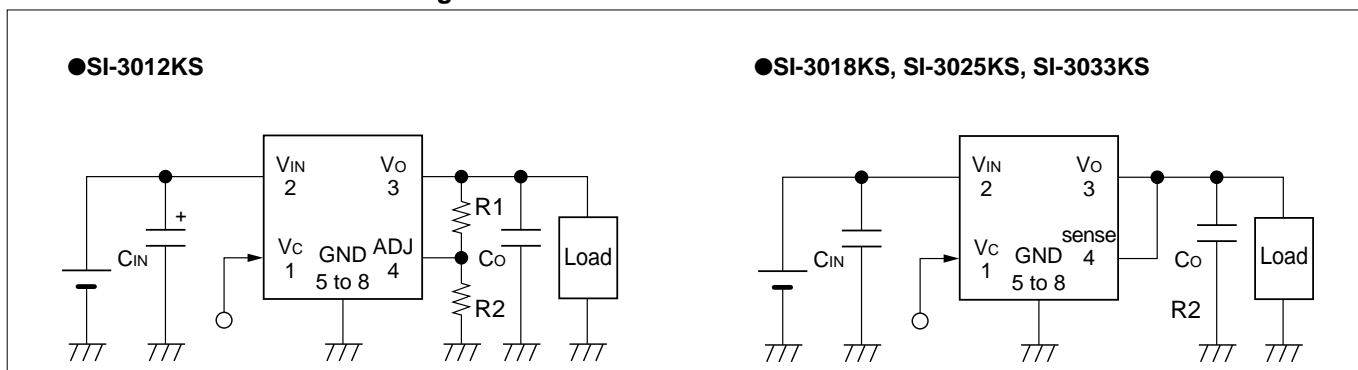 g
●SI-3012KS
VIN
2
VO
3
VC
1
GND
5 to 8
ADJ
4
CIN
+
R1
R2
CO
Load
●SI-3018KS, SI-3025KS, SI-3033KS
VIN
2
VO
3
VC
1
GND
5 to 8
sense
4
CIN
CO
R2
Load